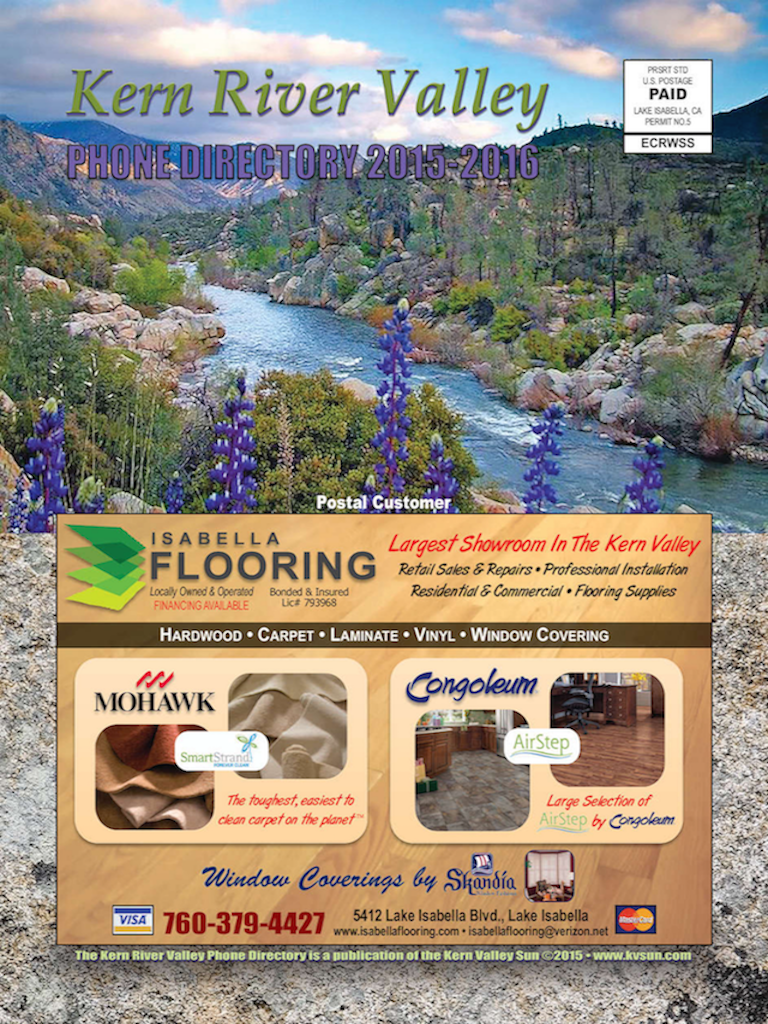 Kern River Valley
PHONE DIRECTORY 2015-2016
PRSRT STD
U.S. POSTAGE
PAID
LAKE ISABELLA, CA
PERMIT NO.5
ECRWSS
Postal Customer
ISABELLA
FLOORING
Locally Owned & Operated
FINANCING AVAILABLE
Bonded & Insured
Lic# 793968
Largest Showroom In The Kern Valley
Retail Sales & Repairs • Professional Installation
Residential & Commercial • Flooring Supplies
HARDWOOD • CARPET • LAMINATE • VINYL • WINDOW COVERING
MOHAWK
SmartStrand
FOREVER CLEAN
The toughest, easiest to
clean carpet on the planet™
Congoleum
AirStep
Large Selection of
AirStep by Congoleum
Window Coverings by Skandia
VISA
760-379-4427
5412 Lake Isabella Blvd., Lake Isabella
www.isabellaflooring.com • isabellaflooring@verizon.net
MasterCard
The Kern River Valley Phone Directory is a publication of the Kern Valley Sun ©2015 • www.kvsun.com